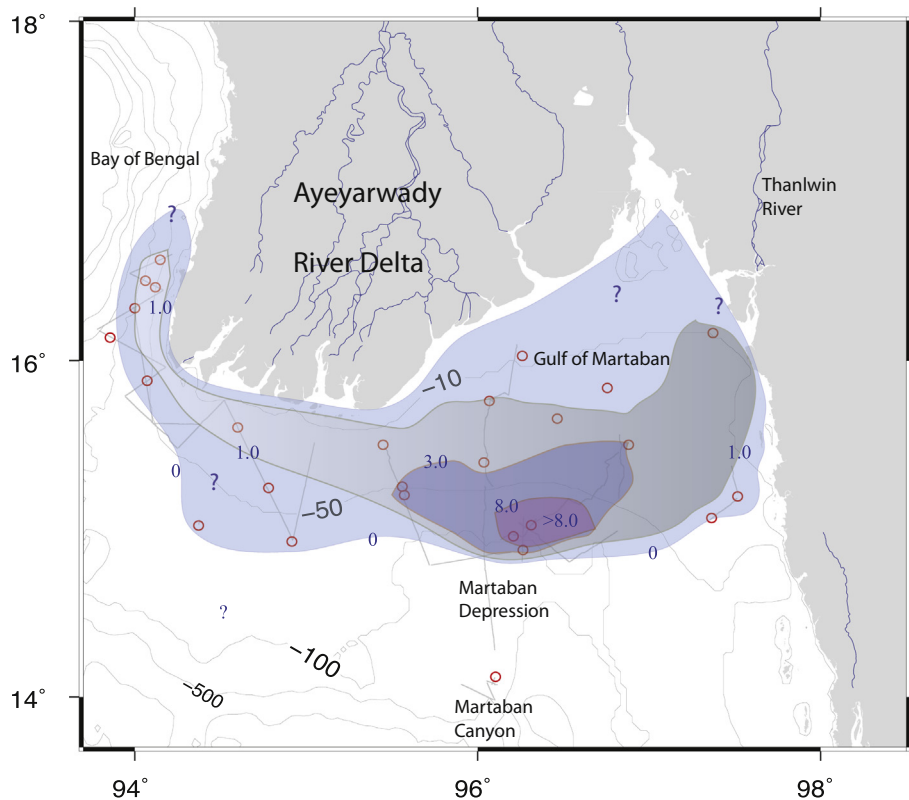 18°
Bay of Bengal
Ayeyarwady
River Delta
Thanlwin
River
?
?
?
1.0
16°
Gulf of Martaban
−10
1.0
3.0
1.0
0
?
−50
8.0
>8.0
0
0
Martaban
Depression
?
−100
−500
14°
Martaban
Canyon
94°
96°
98°